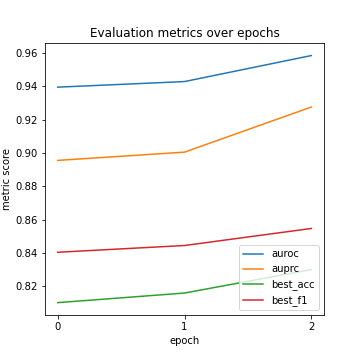 Evaluation metrics over epochs
metric score
0.96
0.94
0.92
0.90
0.88
0.86
0.84
0.82
auroc
auprc
best_acc
best_f1
0 1 2
epoch